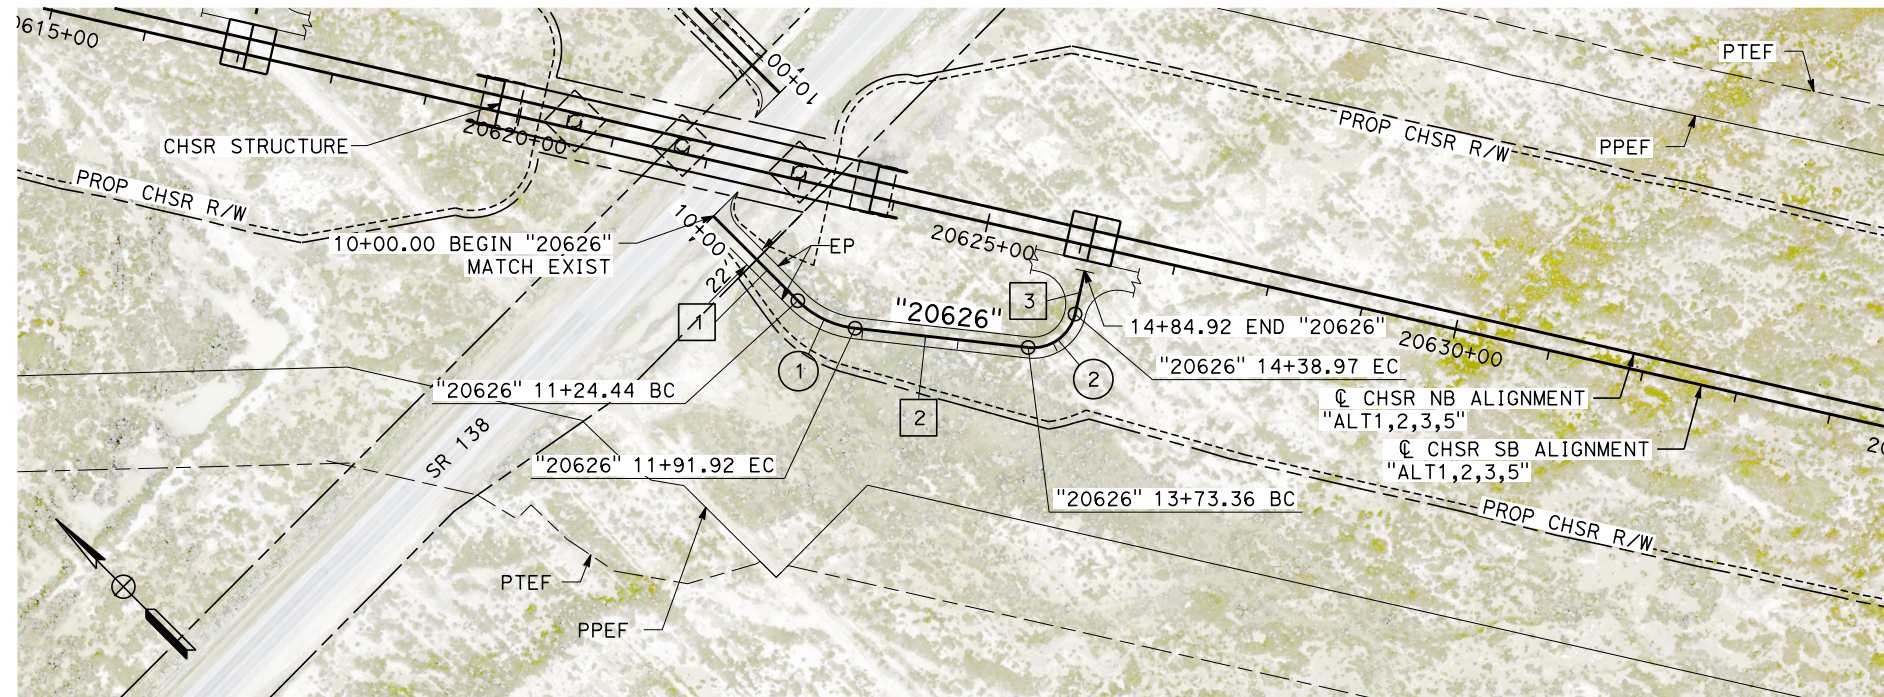 0615+00
10+00
PTEF
CHSR STRUCTURE
20620+00
PROP CHSR R/W
PPEF
PROP CHSR R/W
10+00
10+00.00 BEGIN "20626"
MATCH EXIST
EP
20625+00
22'
1
"20626"
3
14+84.92 END "20626"
20630+00
"20626" 14+38.97 EC
1
2
"20626" 11+24.44 BC
℄ CHSR NB ALIGNMENT
"ALT1,2,3,5"
2
SR 138
℄ CHSR SB ALIGNMENT
"ALT1,2,3,5"
20
"20626" 11+91.92 EC
"20626" 13+73.36 BC
PROP CHSR R/W
PTEF
PPEF